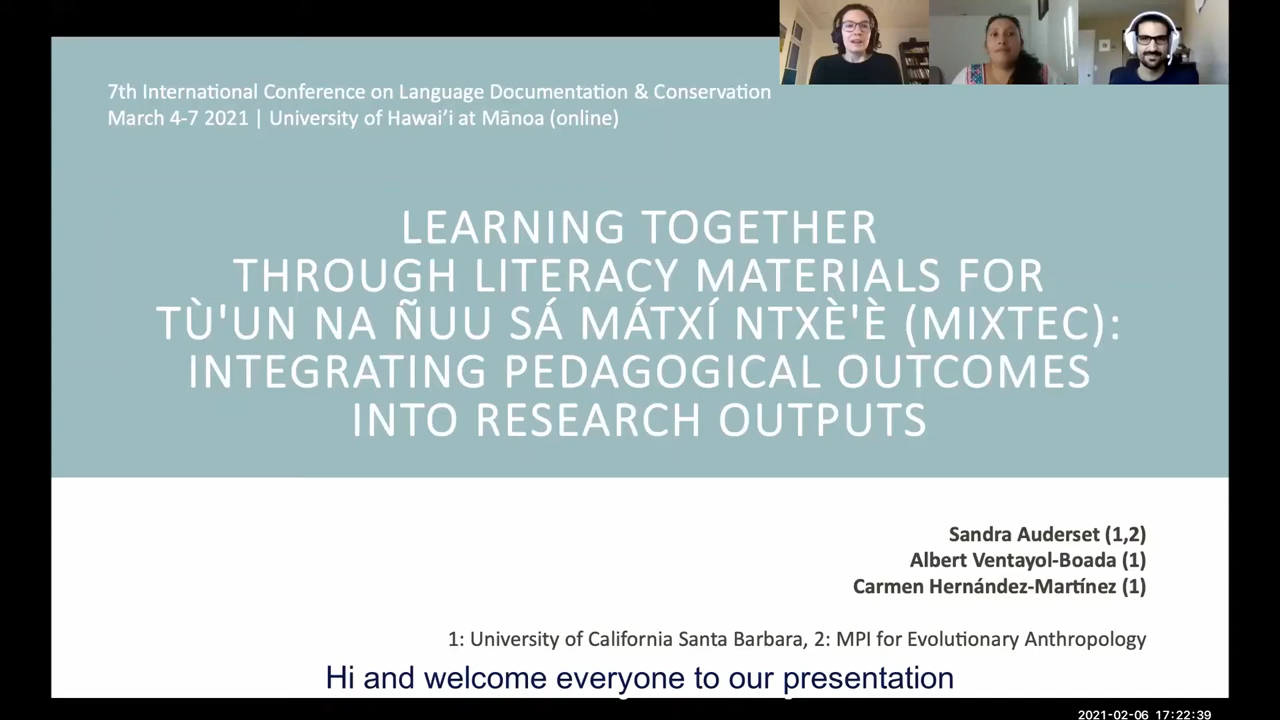 7th International Conference on Language Documentation & Conservation
March 4-7 2021 | University of Hawai’i at Mānoa (online)
LEARNING TOGETHER
THROUGH LITERACY MATERIALS FOR
TÙ'UN NA ÑUU SÁ MÁTXÍ NTXÈ'È (MIXTEC):
INTEGRATING PEDAGOGICAL OUTCOMES
INTO RESEARCH OUTPUTS
Sandra Auderset (1,2)
Albert Ventayol-Boada (1)
Carmen Hernández-Martínez (1)
1: University of California Santa Barbara, 2: MPI for Evolutionary Anthropology
Hi and welcome everyone to our presentation
2021-02-06 17:22:39